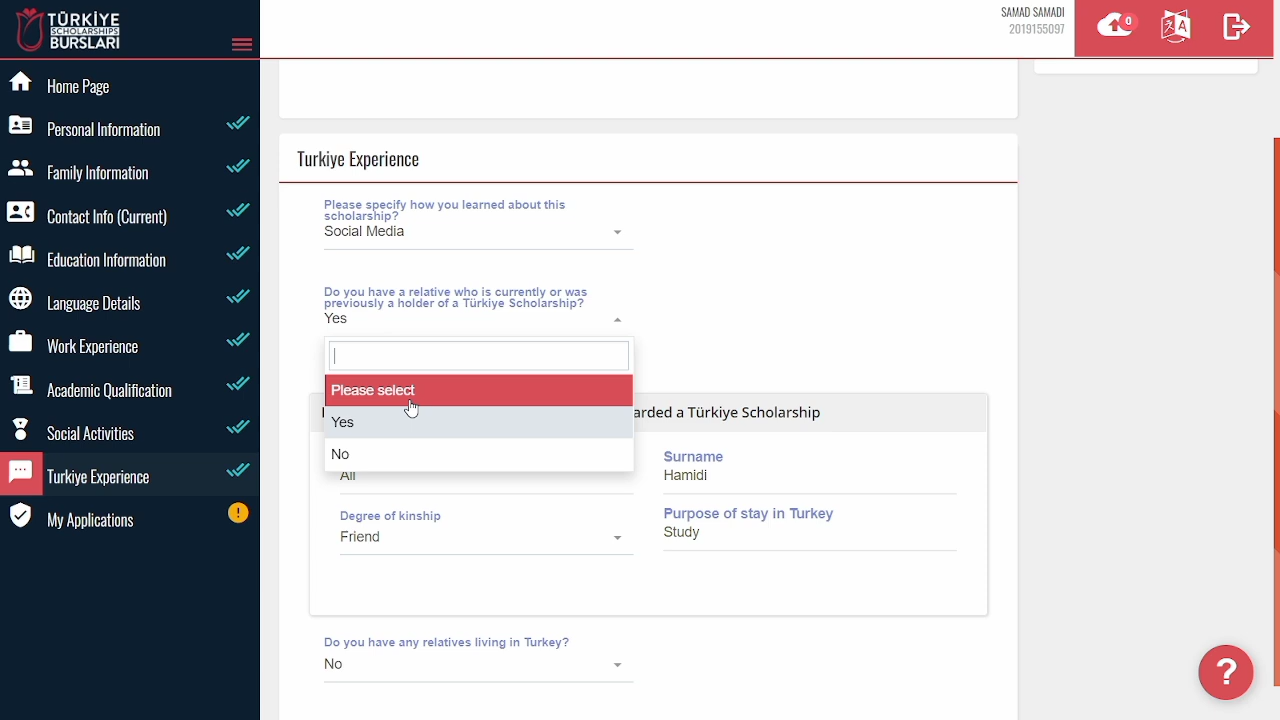 TÜRKİYE
SCHOLARSHIPS
BURSLARI
SAMAD SAMADI
2019155097
0
A
Home Page
Personal Information
Family Information
Contact Info (Current)
Education Information
Language Details
Work Experience
Academic Qualification
Social Activities
Turkiye Experience
My Applications
!
Turkiye Experience
Please specify how you learned about this
scholarship?
Social Media
Do you have a relative who is currently or was
previously a holder of a Türkiye Scholarship?
Yes
Please select
Yes
No
arded a Türkiye Scholarship
Ali
Surname
Hamidi
Degree of kinship
Friend
Purpose of stay in Turkey
Study
Do you have any relatives living in Turkey?
No
?